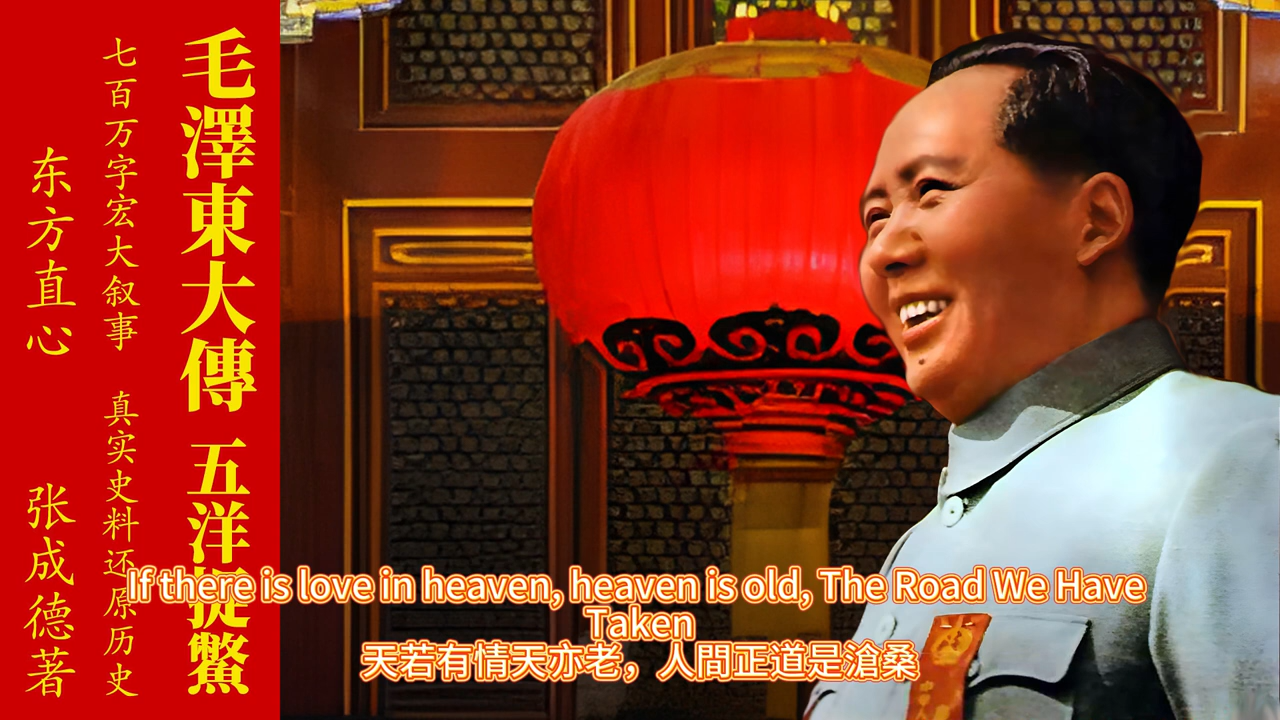 毛澤東大傳 五洋捉鱉
七百万字宏大叙事 真实史料还原历史
东方直心
张成德著
If there is love in heaven, heaven is old, The Road We Have
Taken
天若有情天亦老，人間正道是滄桑